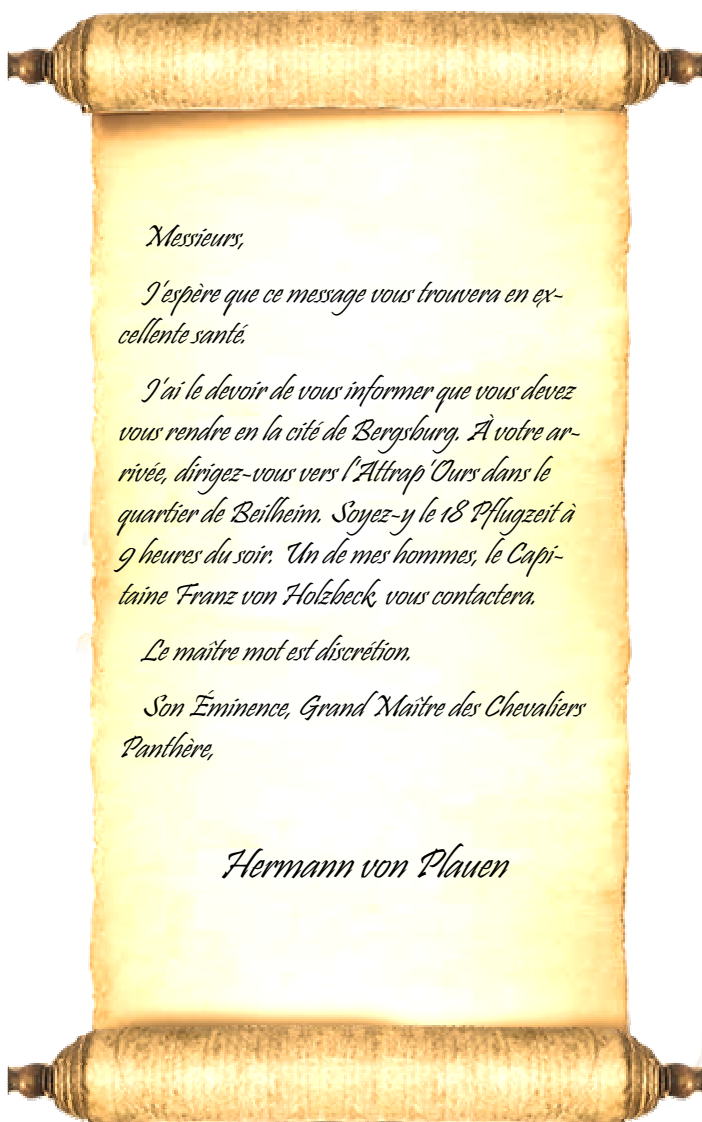 Messieurs,
J'espère que ce message vous trouvera en ex-
cellente santé.
J'ai le devoir de vous informer que vous devez
vous rendre en la cité de Bergsburg. À votre ar-
rivée, dirigez-vous vers l'Attrap'Ours dans le
quartier de Beilheim. Soyez-y le 18 Pflugzeit à
9 heures du soir. Un de mes hommes, le Capi-
taine Franz von Holzbeck, vous contactera.
Le maître mot est discrétion.
Son Éminence, Grand Maître des Chevaliers
Panthère,
Hermann von Plauen